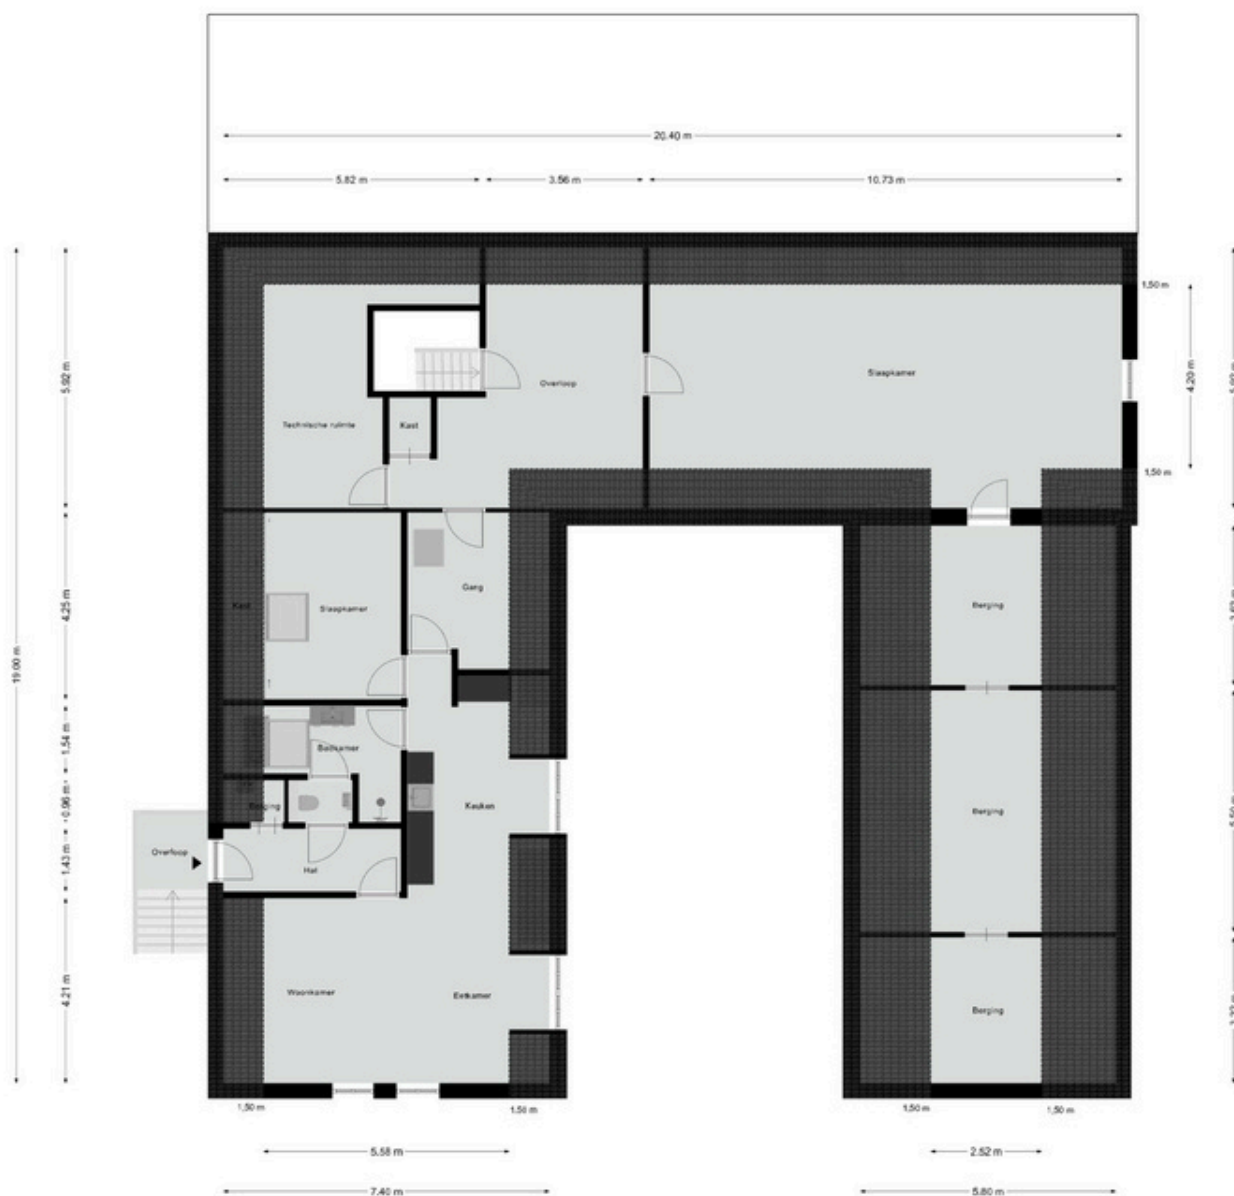 20.40 m
5.82 m
3.56 m
10.73 m
1,50 m
5.92 m
4.20 m
Overloop
Slaapkamer
Technische ruimte
Kast
1,50 m
4.25 m
Gang
Kast
Slaapkamer
Berging
19.00 m
1.54 m
Badkamer
0.96 m
Berging
Keuken
Berging
1.43 m
Overloop
Hal
4.21 m
Woonkamer
Eetkamer
Berging
1,50 m
1,50 m
1,50 m
1,50 m
5.58 m
2.52 m
7.40 m
5.80 m